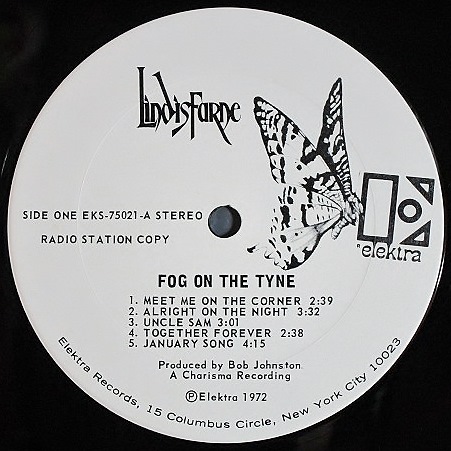 Lindisfarne
SIDE ONE EKS-75021-A STEREO
RADIO STATION COPY
elektra
FOG ON THE TYNE
1. MEET ME ON THE CORNER 2:39
2. ALRIGHT ON THE NIGHT 3:32
3. UNCLE SAM 3:01
4. TOGETHER FOREVER 2:38
5. JANUARY SONG 4:15
Produced by Bob Johnston
A Charisma Recording
ⓅElektra 1972
Elektra Records, 15 Columbus Circle, New York City 10023